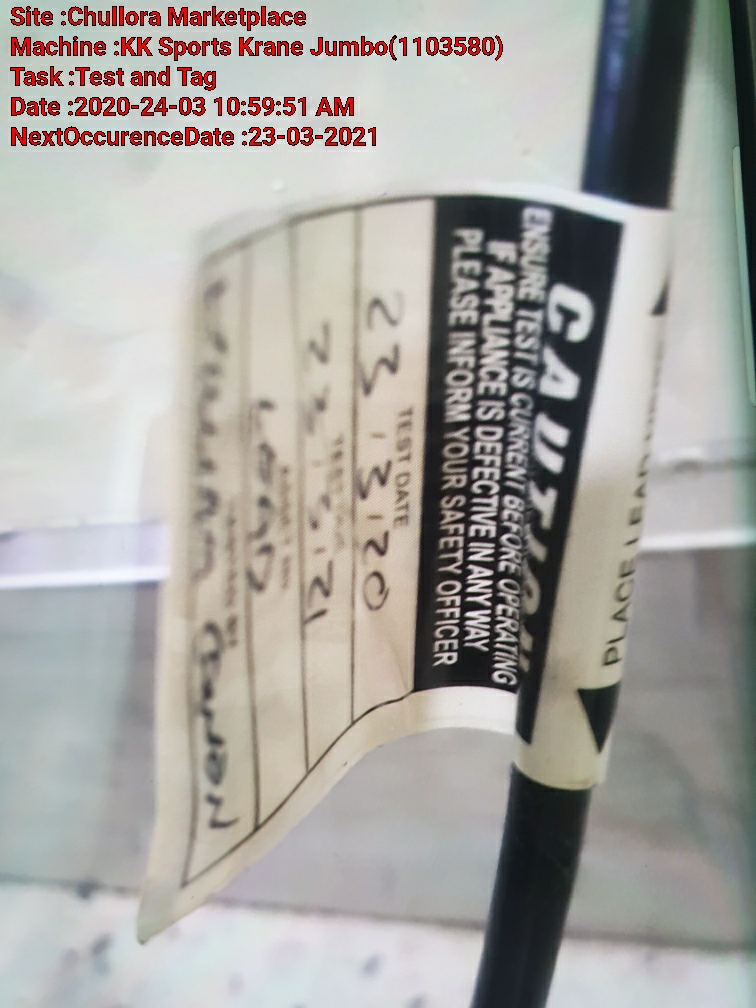 Site :Chullora Marketplace
Machine :KK Sports Krane Jumbo(1103580)
Task :Test and Tag
Date :2020-24-03 10:59:51 AM
NextOccurenceDate :23-03-2021
CAUTION
ENSURE TEST IS CURRENT BEFORE OPERATING
IF APPLIANCE IS DEFECTIVE IN ANY WAY
PLEASE INFORM YOUR SAFETY OFFICER
TEST DATE
23/3/20
23/3/21
PLACE LEAD